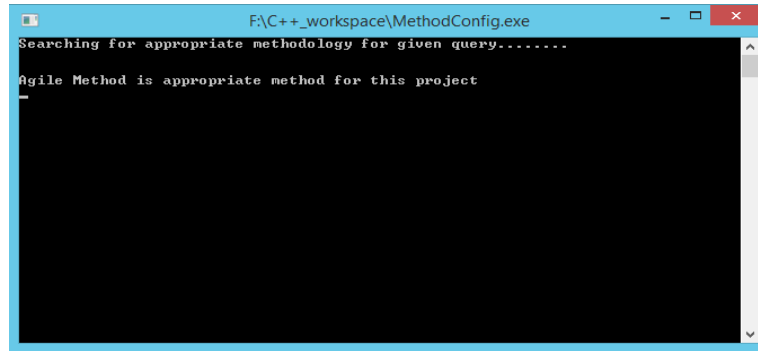 F:\C++_workspace\MethodConfig.exe
Searching for appropriate methodology for given query........
Agile Method is appropriate method for this project